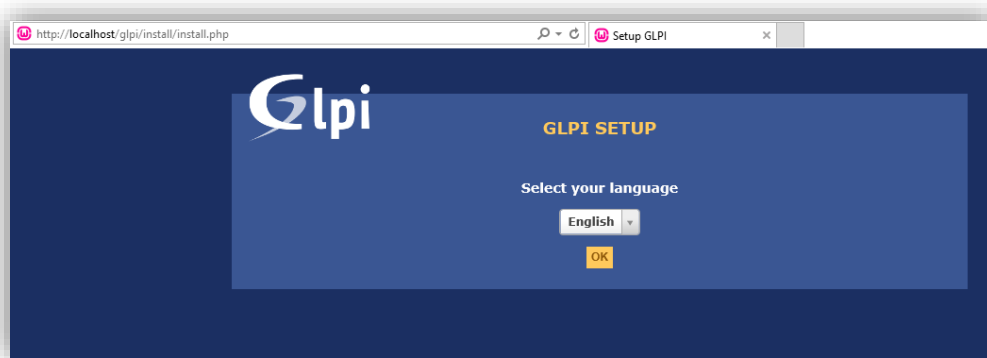 http://localhost/glpi/install/install.php
Setup GLPI
Glpi
GLPI SETUP
Select your language
English
OK